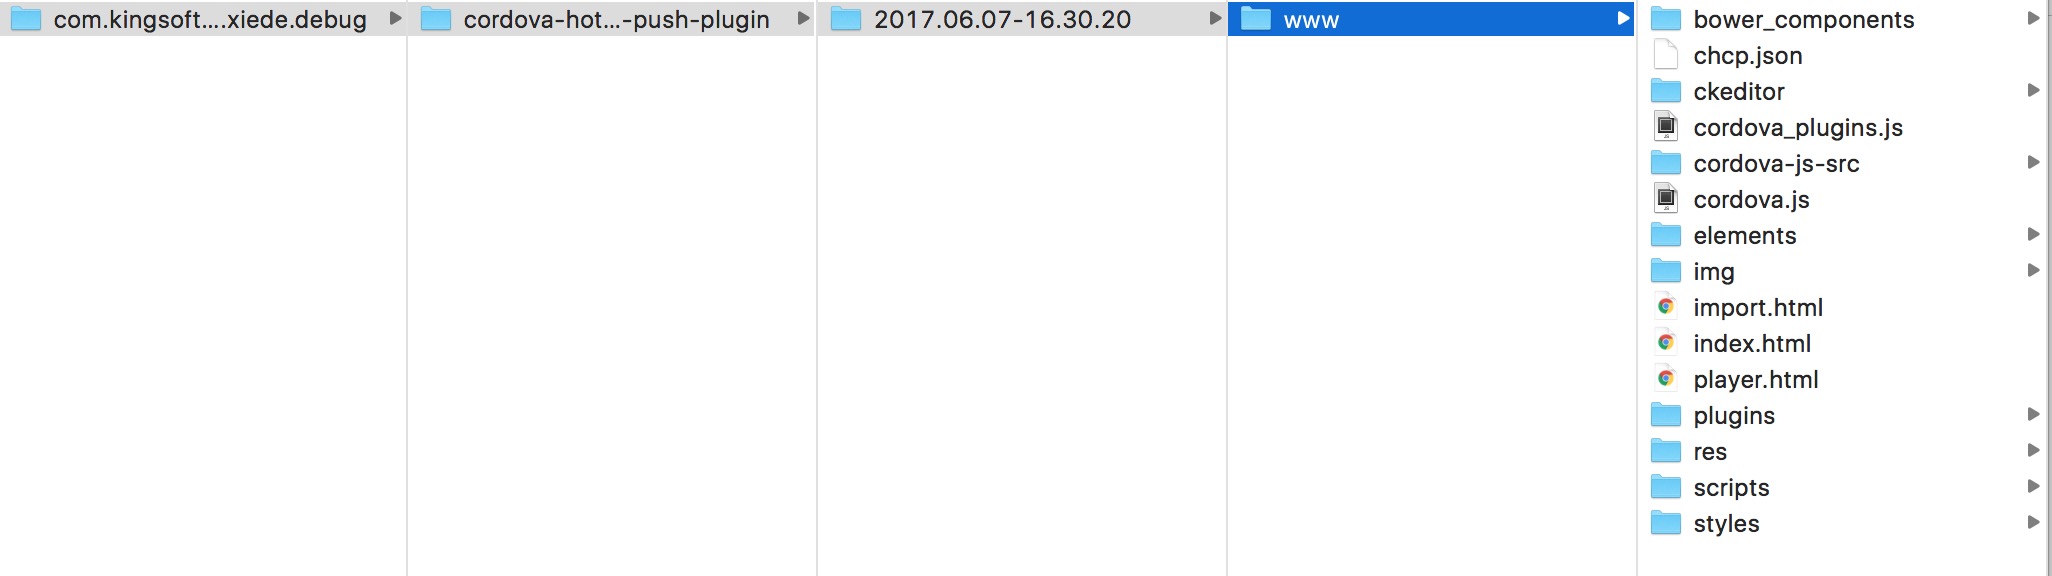 com.kingsoft....xiede.debug
cordova-hot...-push-plugin
2017.06.07-16.30.20
www
bower_components
chcp.json
ckeditor
cordova_plugins.js
cordova-js-src
cordova.js
elements
img
import.html
index.html
player.html
plugins
res
scripts
styles